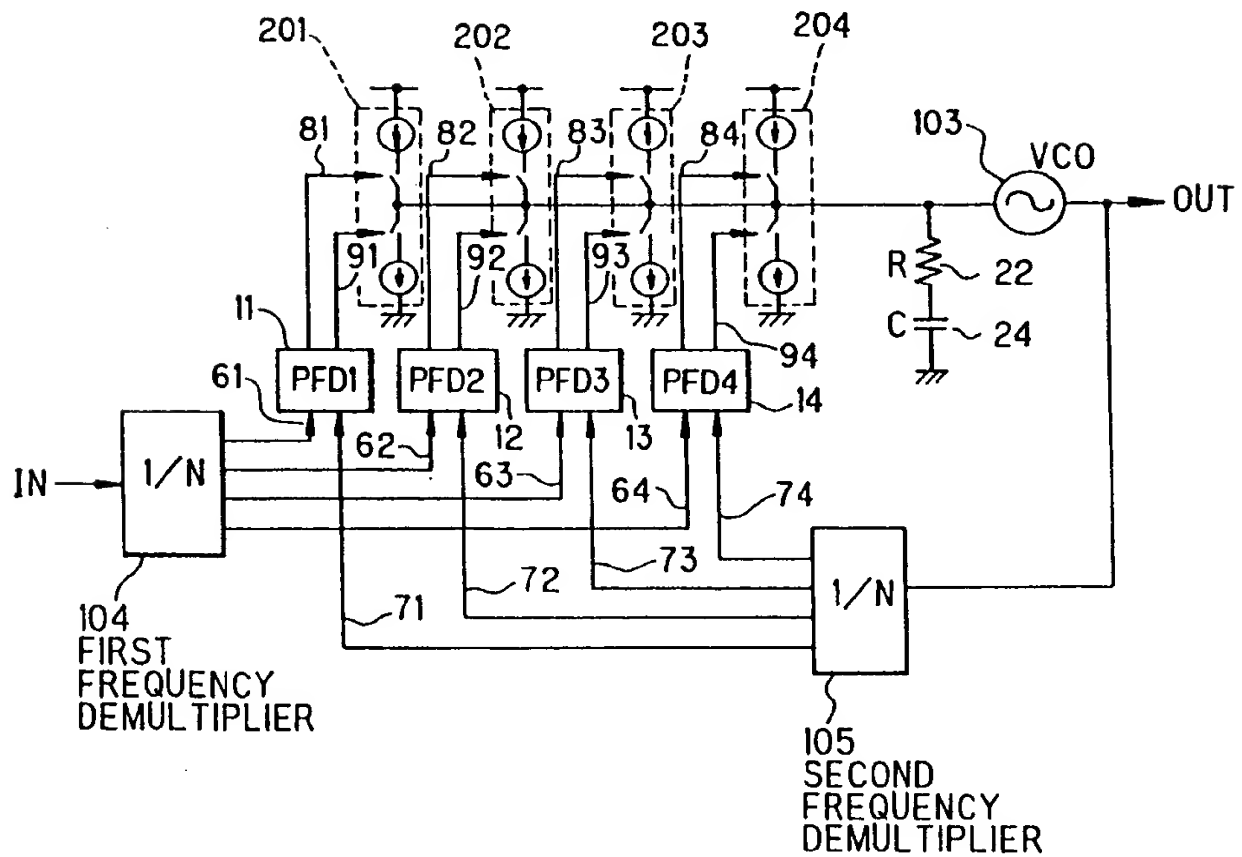 201
202
203
204
81
82
83
84
103
VCO
OUT
91
92
93
R
22
C
24
94
11
PFD1
PFD2
PFD3
PFD4
61
12
13
14
62
63
64
74
IN
1/N
73
72
71
1/N
104
FIRST
FREQUENCY
DEMULTIPLIER
105
SECOND
FREQUENCY
DEMULTIPLIER